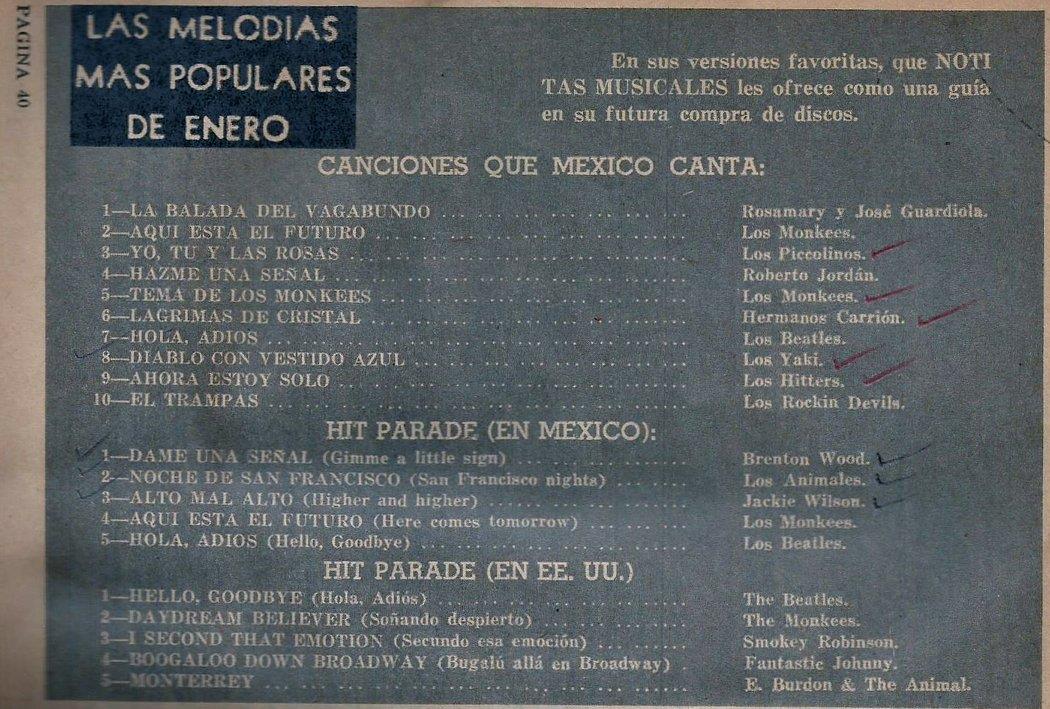 PAGINA 40
LAS MELODIAS
MAS POPULARES
DE ENERO
En sus versiones favoritas, que NOTI
TAS MUSICALES les ofrece como una guía
en su futura compra de discos.
CANCIONES QUE MEXICO CANTA:
1—LA BALADA DEL VAGABUNDO ... Rosamary y José Guardiola.
2—AQUI ESTA EL FUTURO ... Los Monkees.
3—YO, TU Y LAS ROSAS ... Los Piccolinos.
4—HAZME UNA SEÑAL ... Roberto Jordán.
5—TEMA DE LOS MONKEES ... Los Monkees.
6—LAGRIMAS DE CRISTAL ... Hermanos Carrión.
7—HOLA, ADIOS ... Los Beatles.
8—DIABLO CON VESTIDO AZUL ... Los Yaki.
9—AHORA ESTOY SOLO ... Los Hitters.
10—EL TRAMPAS ... Los Rockin Devils.
HIT PARADE (EN MEXICO):
1—DAME UNA SEÑAL (Gimme a little sign) ... Brenton Wood.
2—NOCHE DE SAN FRANCISCO (San Francisco nights) ... Los Animales.
3—ALTO MAL ALTO (Higher and higher) ... Jackie Wilson.
4—AQUI ESTA EL FUTURO (Here comes tomorrow) ... Los Monkees.
5—HOLA, ADIOS (Hello, Goodbye) ... Los Beatles.
HIT PARADE (EN EE. UU.)
1—HELLO, GOODBYE (Hola, Adiós) ... The Beatles.
2—DAYDREAM BELIEVER (Soñando despierto) ... The Monkees.
3—I SECOND THAT EMOTION (Secundo esa emoción) ... Smokey Robinson.
4—BOOGALOO DOWN BROADWAY (Bugalú allá en Broadway) . Fantastic Johnny.
5—MONTERREY ... E. Burdon & The Animal.